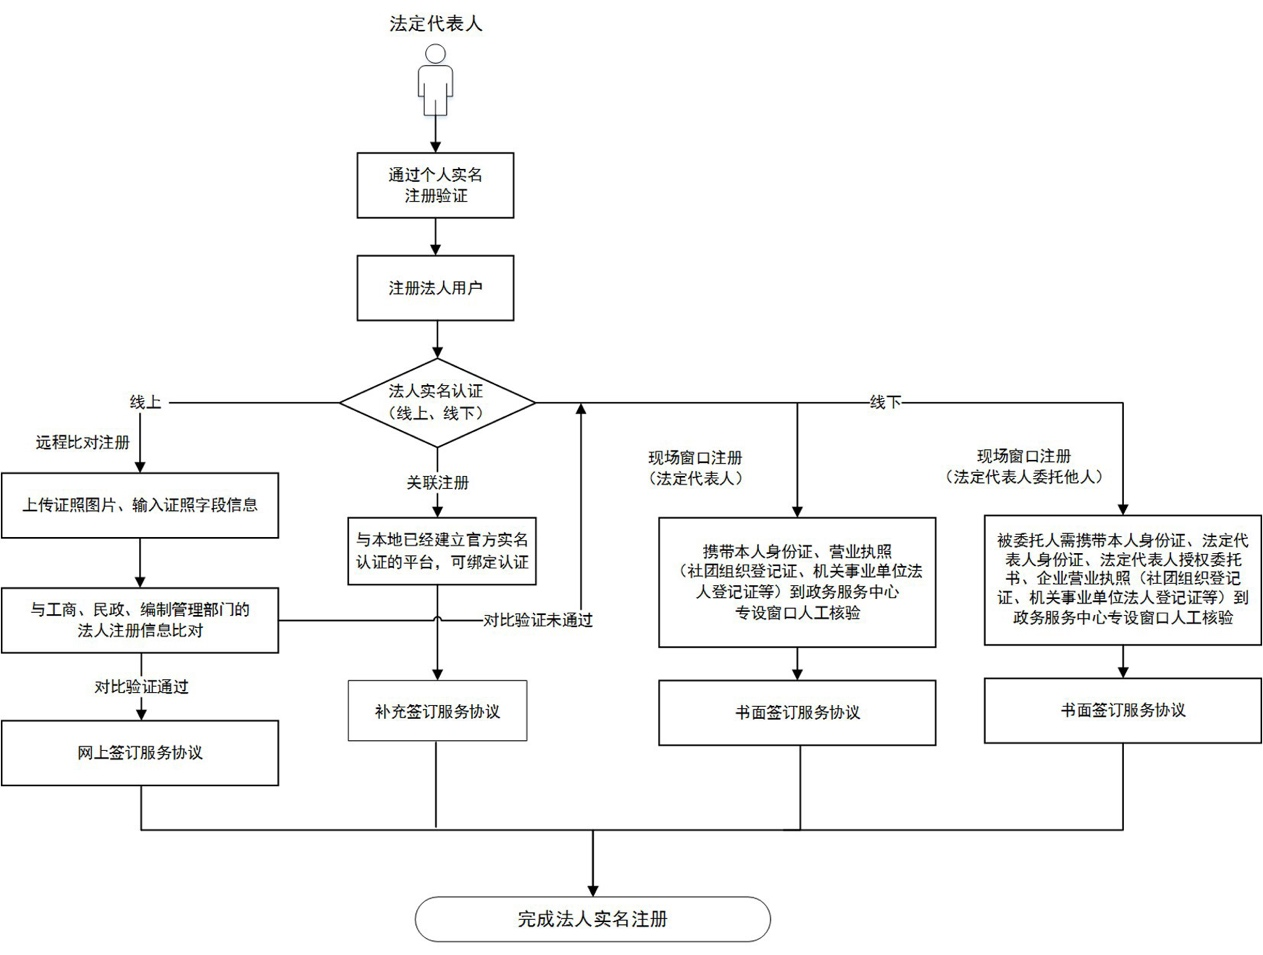 法定代表人
通过个人实名
注册验证
注册法人用户
法人实名认证
（线上、线下）
线上
线下
远程比对注册
上传证照图片、输入证照字段信息
与工商、民政、编制管理部门的
法人注册信息比对
对比验证通过
网上签订服务协议
关联注册
与本地已经建立官方实名
认证的平台，可绑定认证
对比验证未通过
补充签订服务协议
现场窗口注册
（法定代表人）
携带本人身份证、营业执照
（社团组织登记证、机关事业单位法
人登记证等）到政务服务中心
专设窗口人工核验
书面签订服务协议
现场窗口注册
（法定代表人委托他人）
被委托人需携带本人身份证、法定代
表人身份证、法定代表人授权委托
书、企业营业执照（社团组织登记
证、机关事业单位法人登记证等）到
政务服务中心专设窗口人工核验
书面签订服务协议
完成法人实名注册